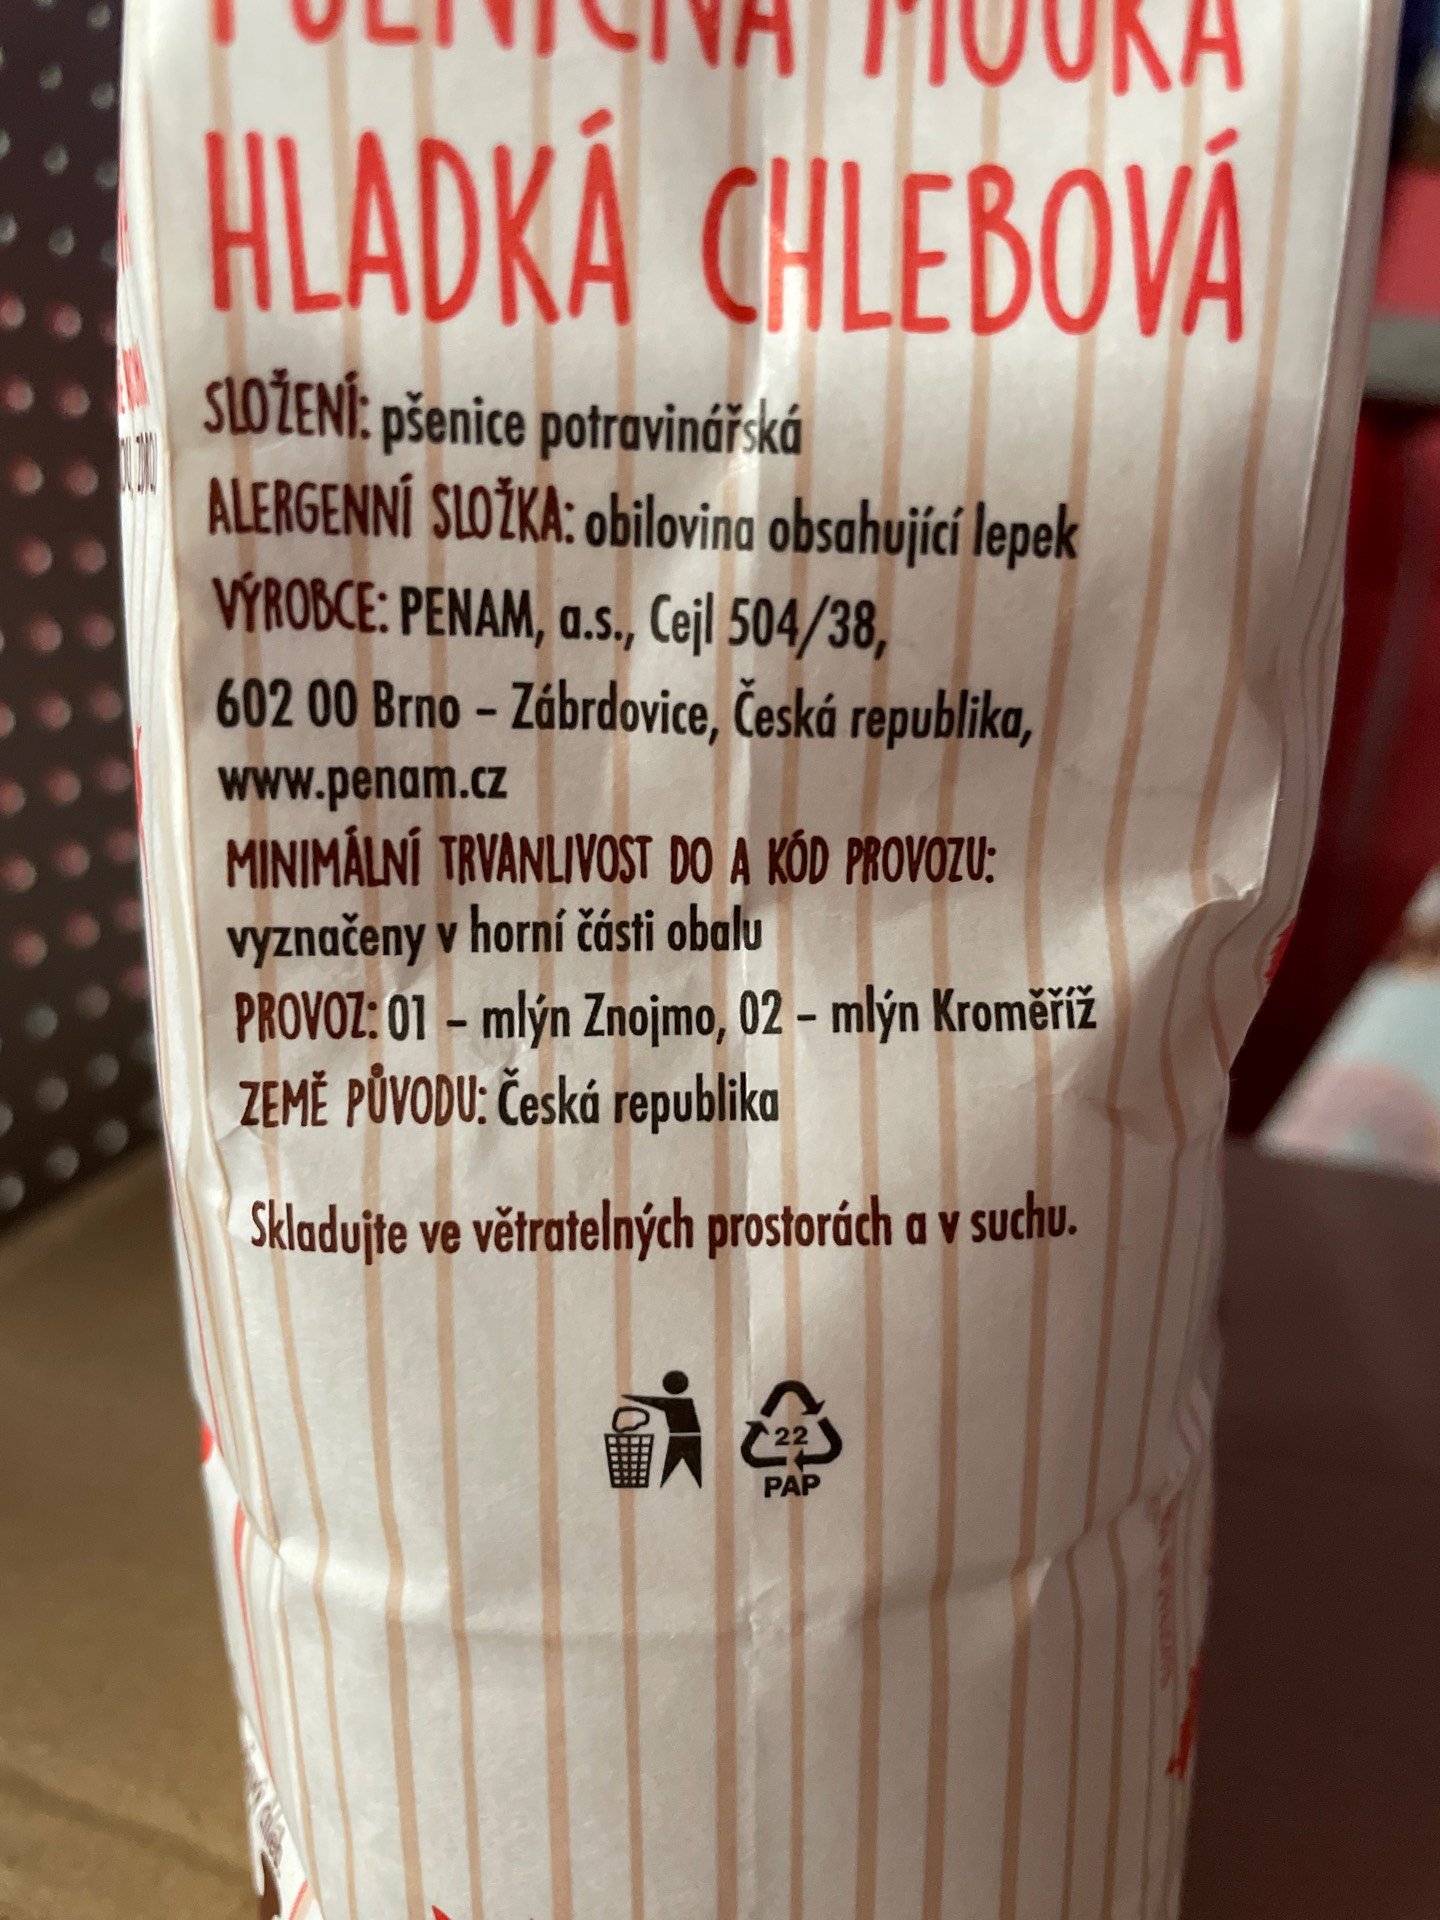 PŠENIČNÁ MOUKA
HLADKÁ CHLEBOVÁ
SLOŽENÍ: pšenice potravinářská
ALERGENNÍ SLOŽKA: obilovina obsahující lepek
VÝROBCE: PENAM, a.s., Cejl 504/38,
602 00 Brno – Zábrdovice, Česká republika,
www.penam.cz
MINIMÁLNÍ TRVANLIVOST DO A KÓD PROVOZU:
vyznačeny v horní části obalu
PROVOZ: 01 – mlýn Znojmo, 02 – mlýn Kroměříž
ZEMĚ PŮVODU: Česká republika
Skladujte ve větratelných prostorách a v suchu.
22
PAP